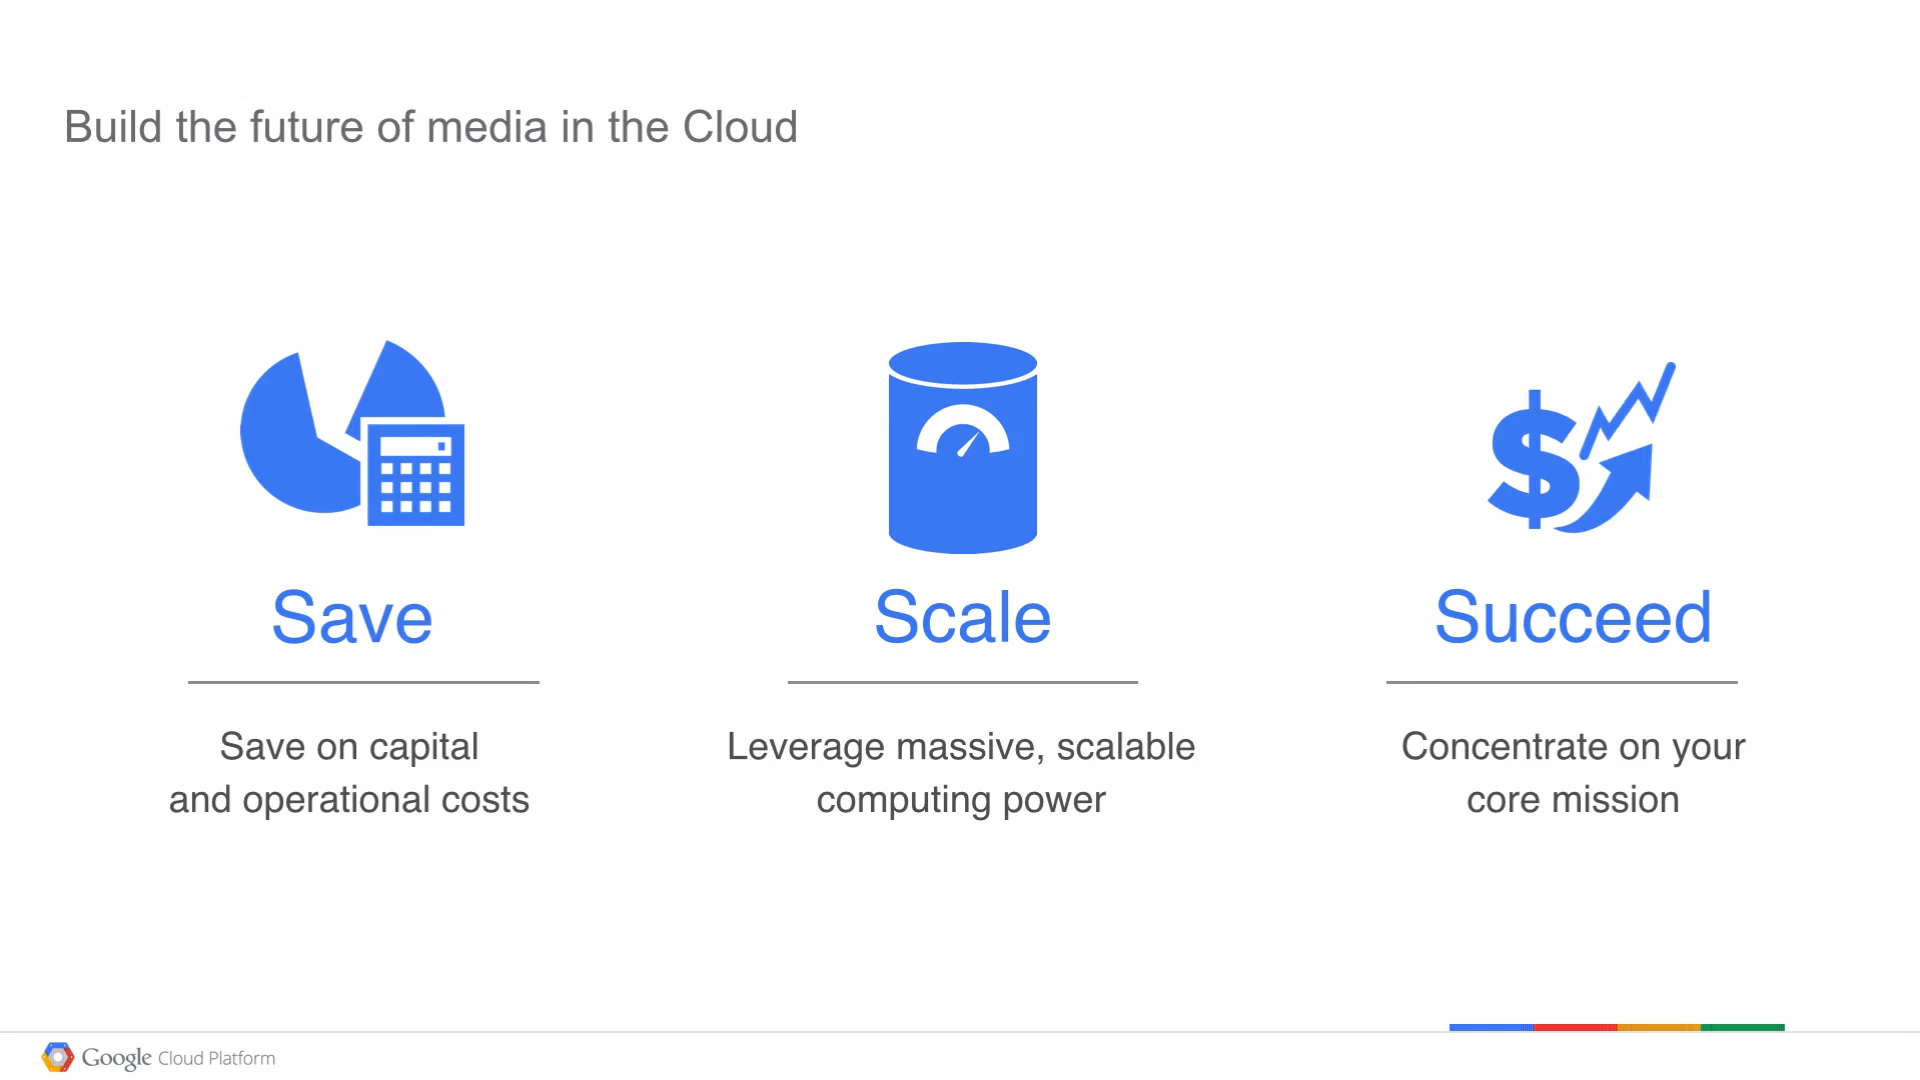 Build the future of media in the Cloud
Save
Save on capital
and operational costs
Scale
Leverage massive, scalable
computing power
Succeed
Concentrate on your
core mission
Google Cloud Platform